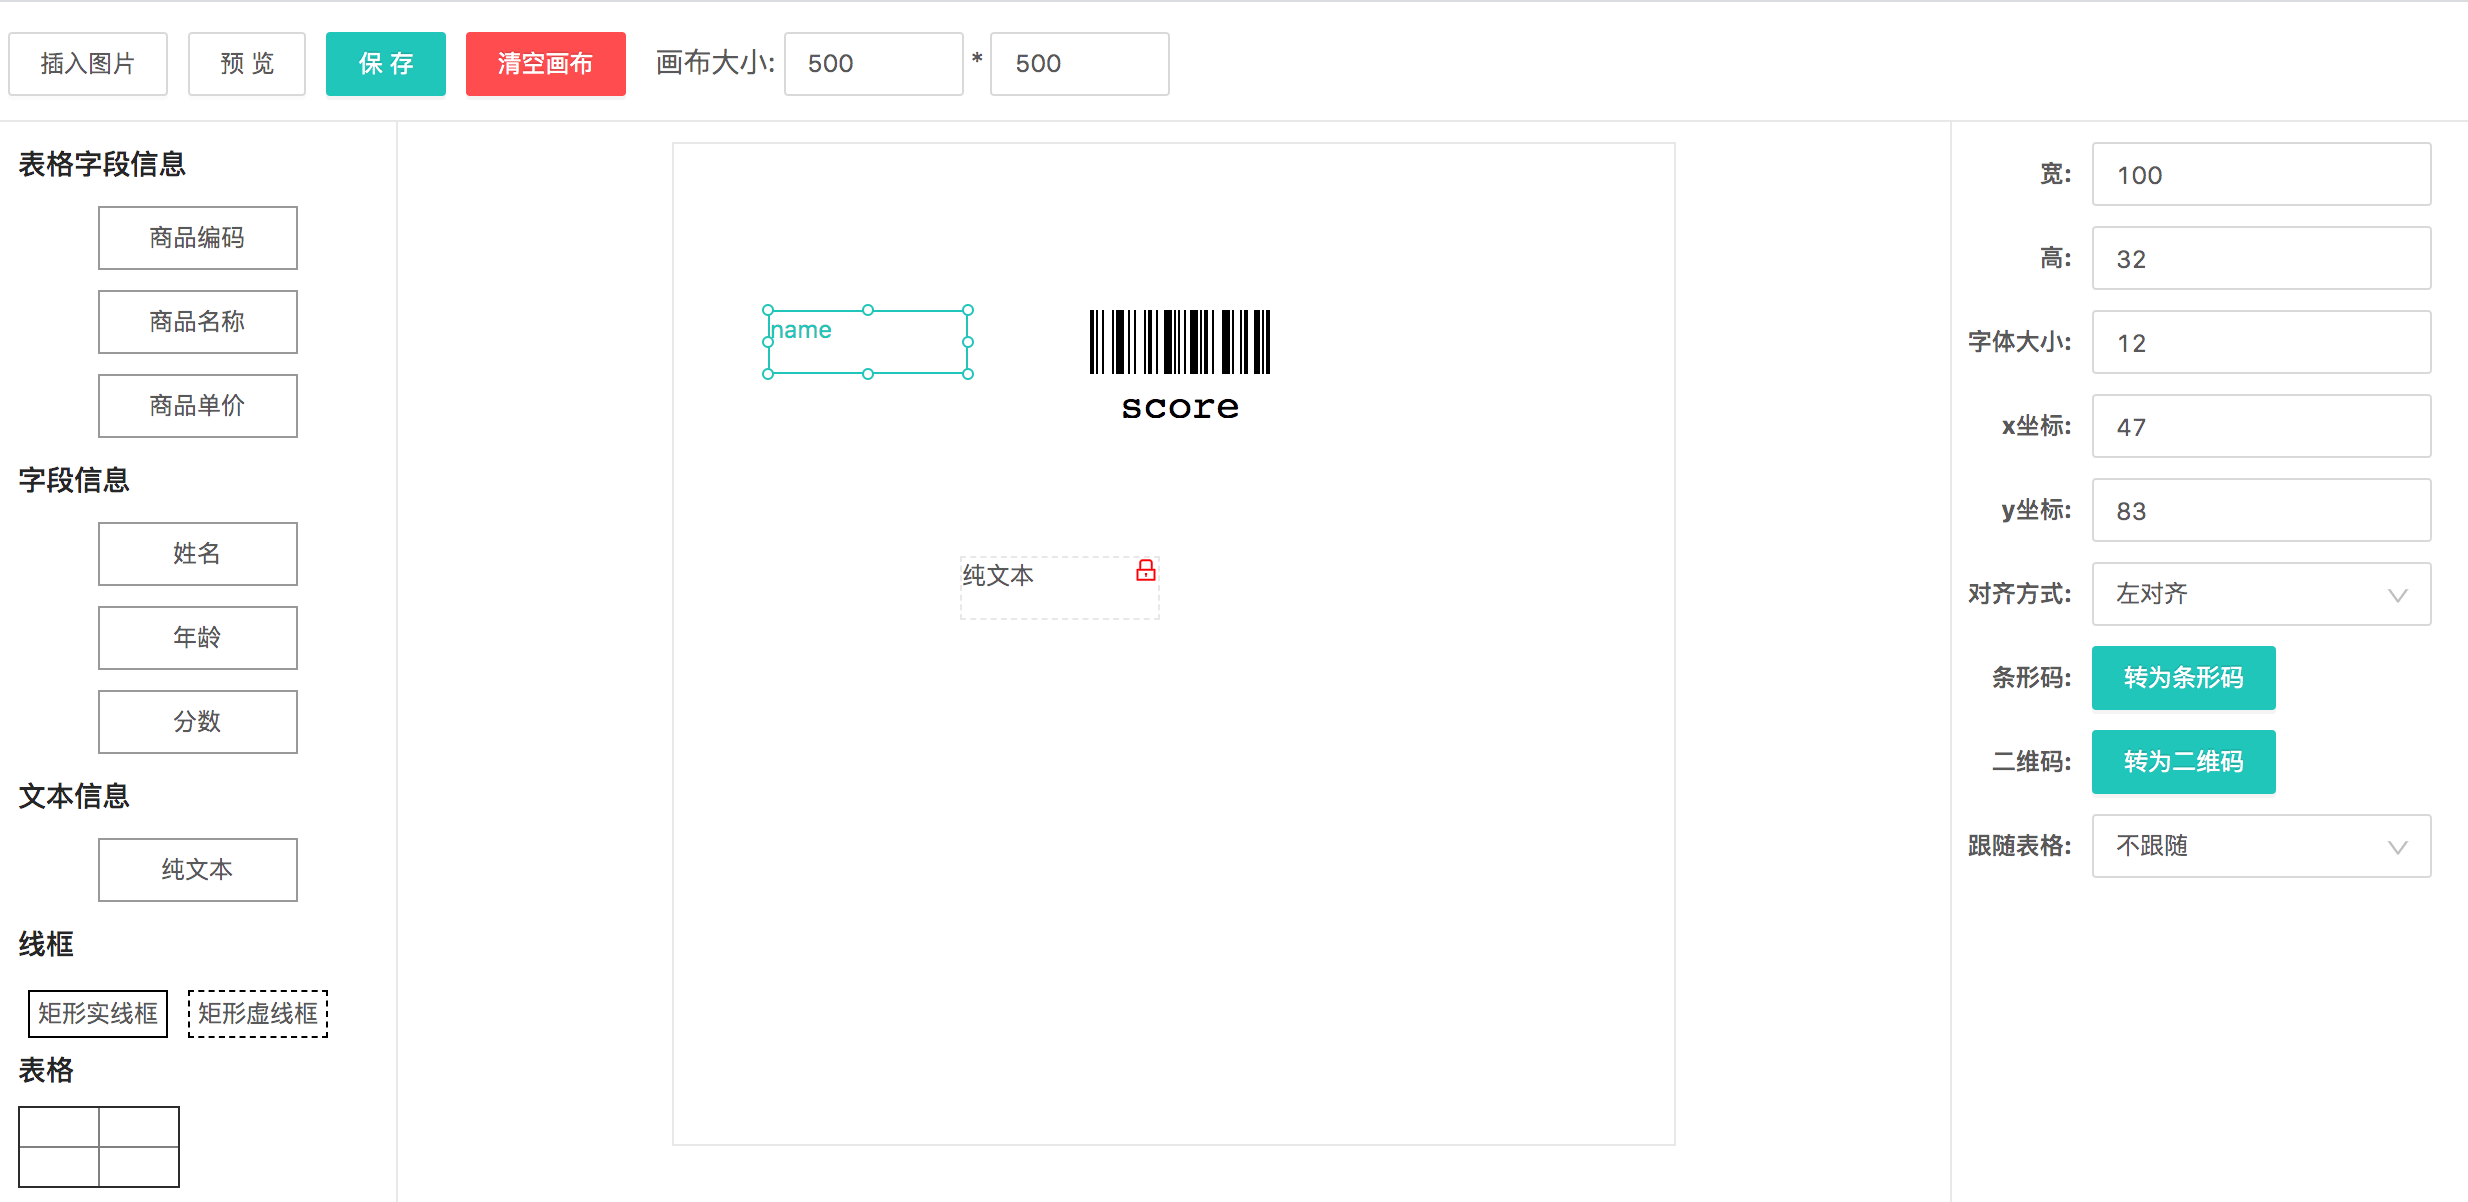 插入图片 预 览 保 存 清空画布 画布大小: 500 * 500
表格字段信息
商品编码
商品名称
商品单价
字段信息
姓名
年龄
分数
文本信息
纯文本
线框
矩形实线框 矩形虚线框
表格
name
score
纯文本
宽: 100
高: 32
字体大小: 12
x坐标: 47
y坐标: 83
对齐方式: 左对齐
条形码: 转为条形码
二维码: 转为二维码
跟随表格: 不跟随